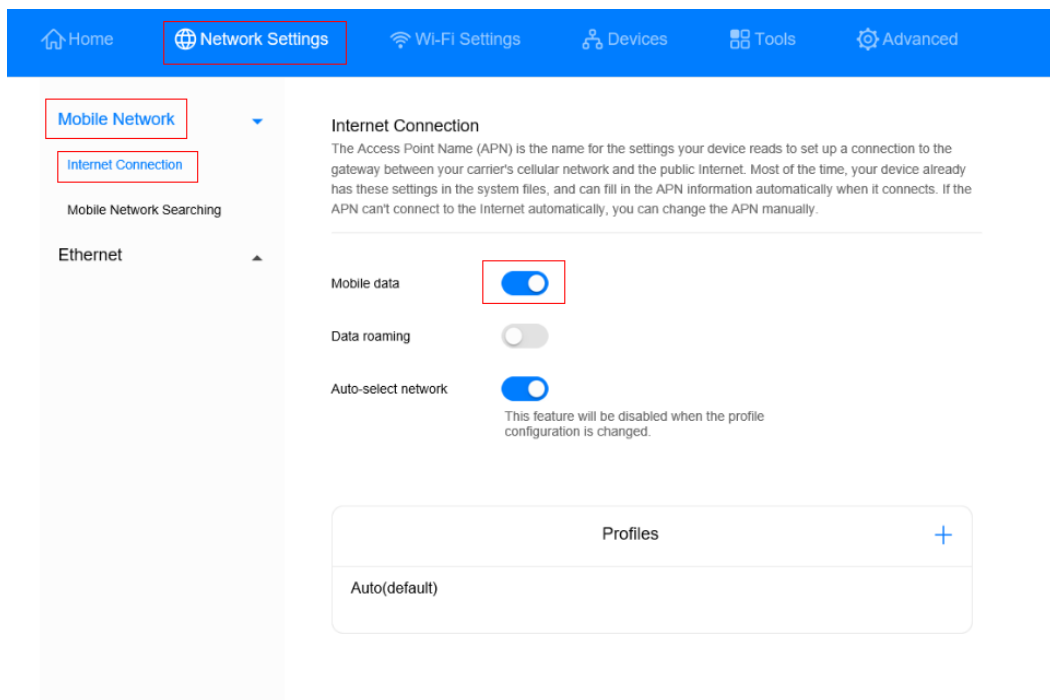 Home
Network Settings
Wi-Fi Settings
Devices
Tools
Advanced
Mobile Network
Internet Connection
Mobile Network Searching
Ethernet
Internet Connection
The Access Point Name (APN) is the name for the settings your device reads to set up a connection to the
gateway between your carrier's cellular network and the public Internet. Most of the time, your device already
has these settings in the system files, and can fill in the APN information automatically when it connects. If the
APN can't connect to the Internet automatically, you can change the APN manually.
Mobile data
Data roaming
Auto-select network
This feature will be disabled when the profile
configuration is changed.
Profiles
Auto(default)